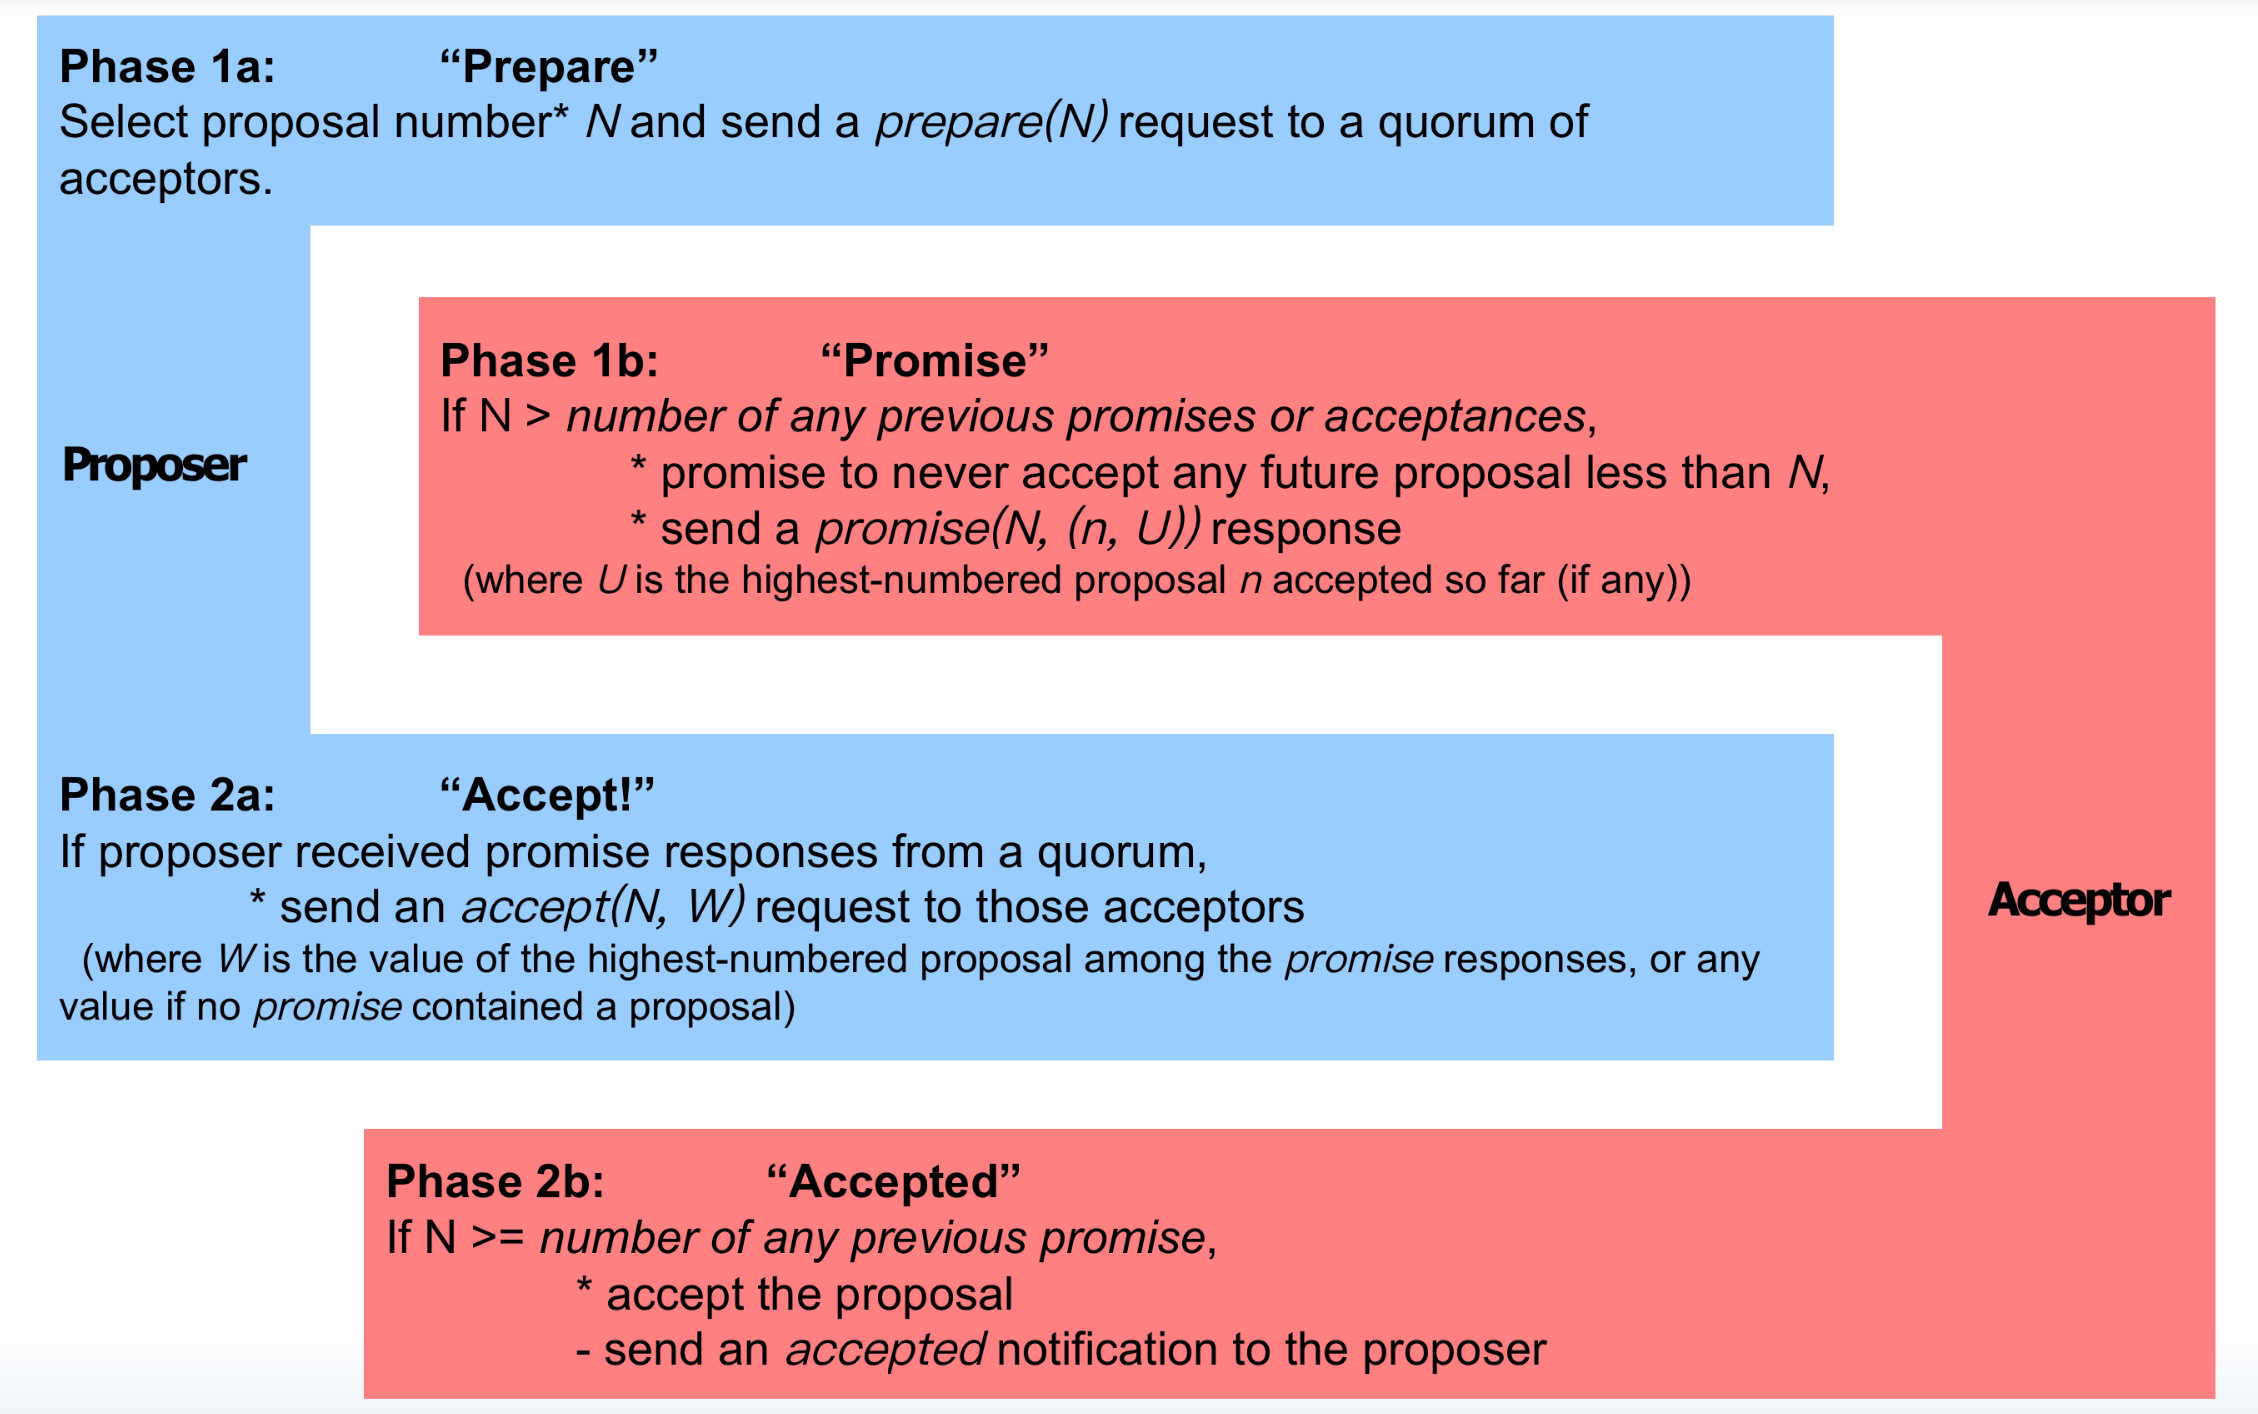 Phase 1a: “Prepare”
Select proposal number* N and send a prepare(N) request to a quorum of
acceptors.
Phase 1b: “Promise”
If N > number of any previous promises or acceptances,
* promise to never accept any future proposal less than N,
Proposer
* send a promise(N, (n, U)) response
(where U is the highest-numbered proposal n accepted so far (if any))
Phase 2a: “Accept!”
If proposer received promise responses from a quorum,
* send an accept(N, W) request to those acceptors
Acceptor
(where W is the value of the highest-numbered proposal among the promise responses, or any
value if no promise contained a proposal)
Phase 2b: “Accepted”
If N >= number of any previous promise,
* accept the proposal
- send an accepted notification to the proposer